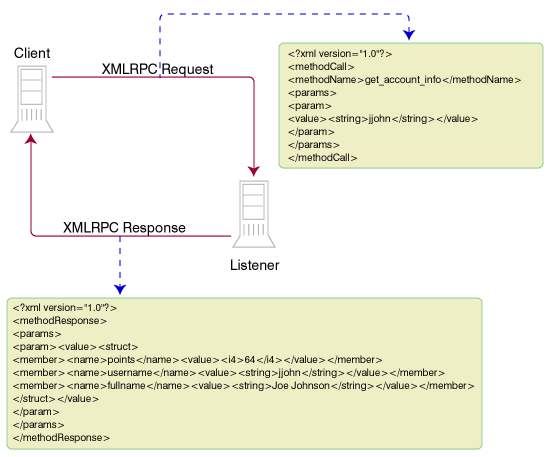 Client
XMLRPC Request
<?xml version="1.0"?>
<methodCall>
<methodName>get_account_info</methodName>
<params>
<param>
<value><string>jjohn</string></value>
</param>
</params>
</methodCall>
XMLRPC Response
Listener
<?xml version="1.0"?>
<methodResponse>
<params>
<param><value><struct>
<member><name>points</name><value><i4>64</i4></value></member>
<member><name>username</name><value><string>jjohn</string></value></member>
<member><name>fullname</name><value><string>Joe Johnson</string></value></member>
</struct></value>
</param>
</params>
</methodResponse>